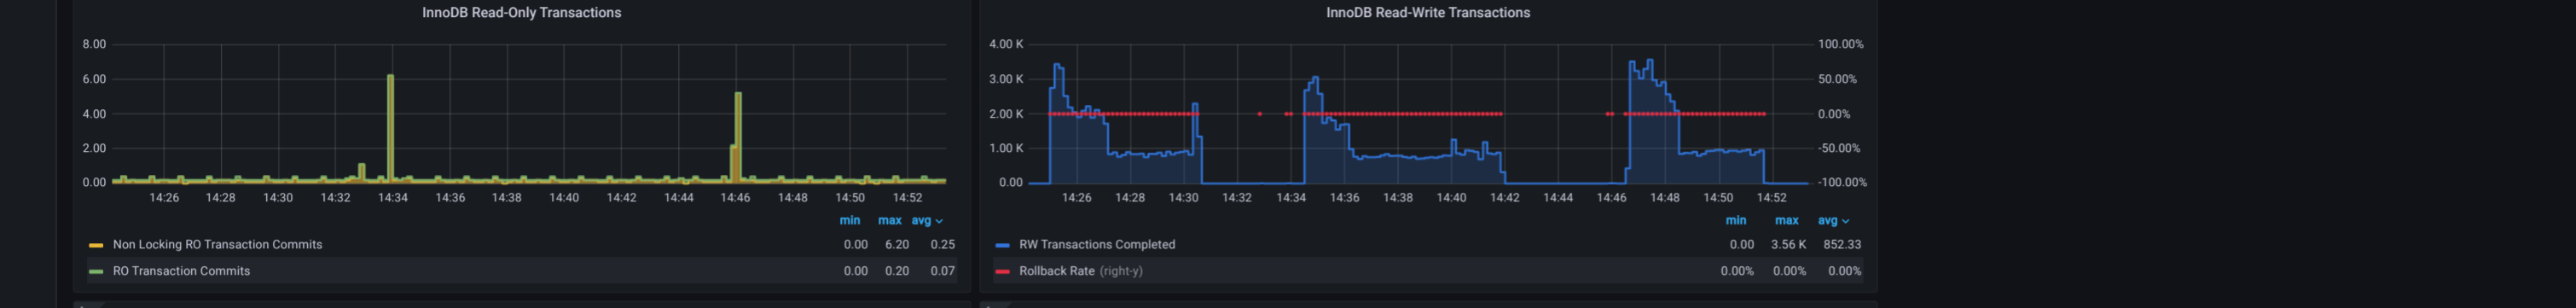 InnoDB Read-Only Transactions
8.00
6.00
4.00
2.00
0.00
14:26 14:28 14:30 14:32 14:34 14:36 14:38 14:40 14:42 14:44 14:46 14:48 14:50 14:52
min max avg
Non Locking RO Transaction Commits 0.00 6.20 0.25
RO Transaction Commits 0.00 0.20 0.07
InnoDB Read-Write Transactions
4.00 K 100.00%
3.00 K 50.00%
2.00 K 0.00%
1.00 K -50.00%
0.00 -100.00%
14:26 14:28 14:30 14:32 14:34 14:36 14:38 14:40 14:42 14:44 14:46 14:48 14:50 14:52
min max avg
RW Transactions Completed 0.00 3.56 K 852.33
Rollback Rate (right-y) 0.00% 0.00% 0.00%